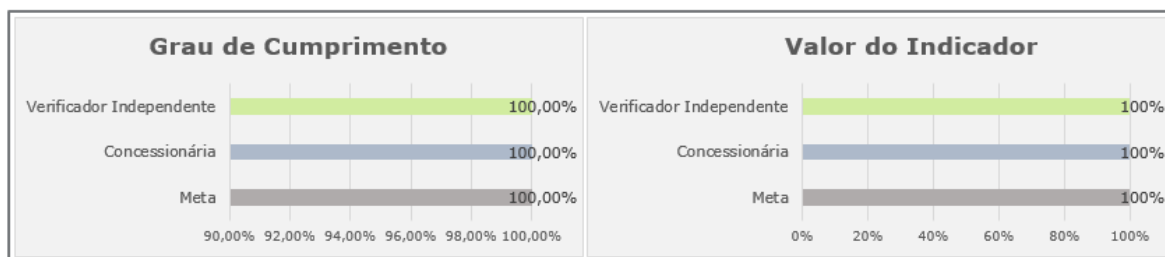 Grau de Cumprimento
Verificador Independente 100,00%
Concessionária 100,00%
Meta 100,00%
90,00% 92,00% 94,00% 96,00% 98,00% 100,00%
Valor do Indicador
Verificador Independente 100%
Concessionária 100%
Meta 100%
0% 20% 40% 60% 80% 100%